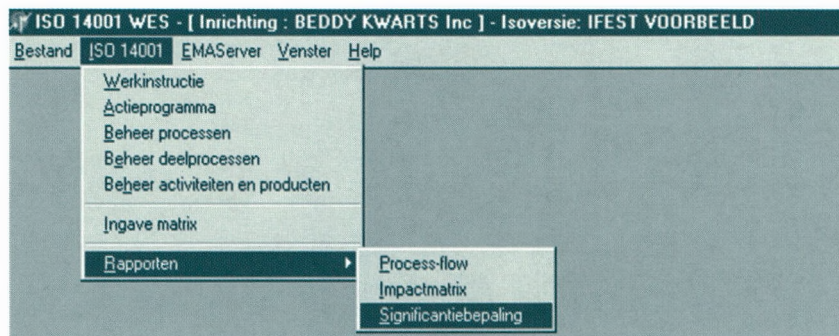 ISO 14001 WES - [ Inrichting : BEDDY KWARTS Inc ] - Isoversie: IFEST VOORBEELD
Bestand ISO 14001 EMAServer Venster Help
Werkinstructie
Actieprogramma
Beheer processen
Beheer deelprocessen
Beheer activiteiten en producten
Ingave matrix
Rapporten
Process-flow
Impactmatrix
Significantiebepaling